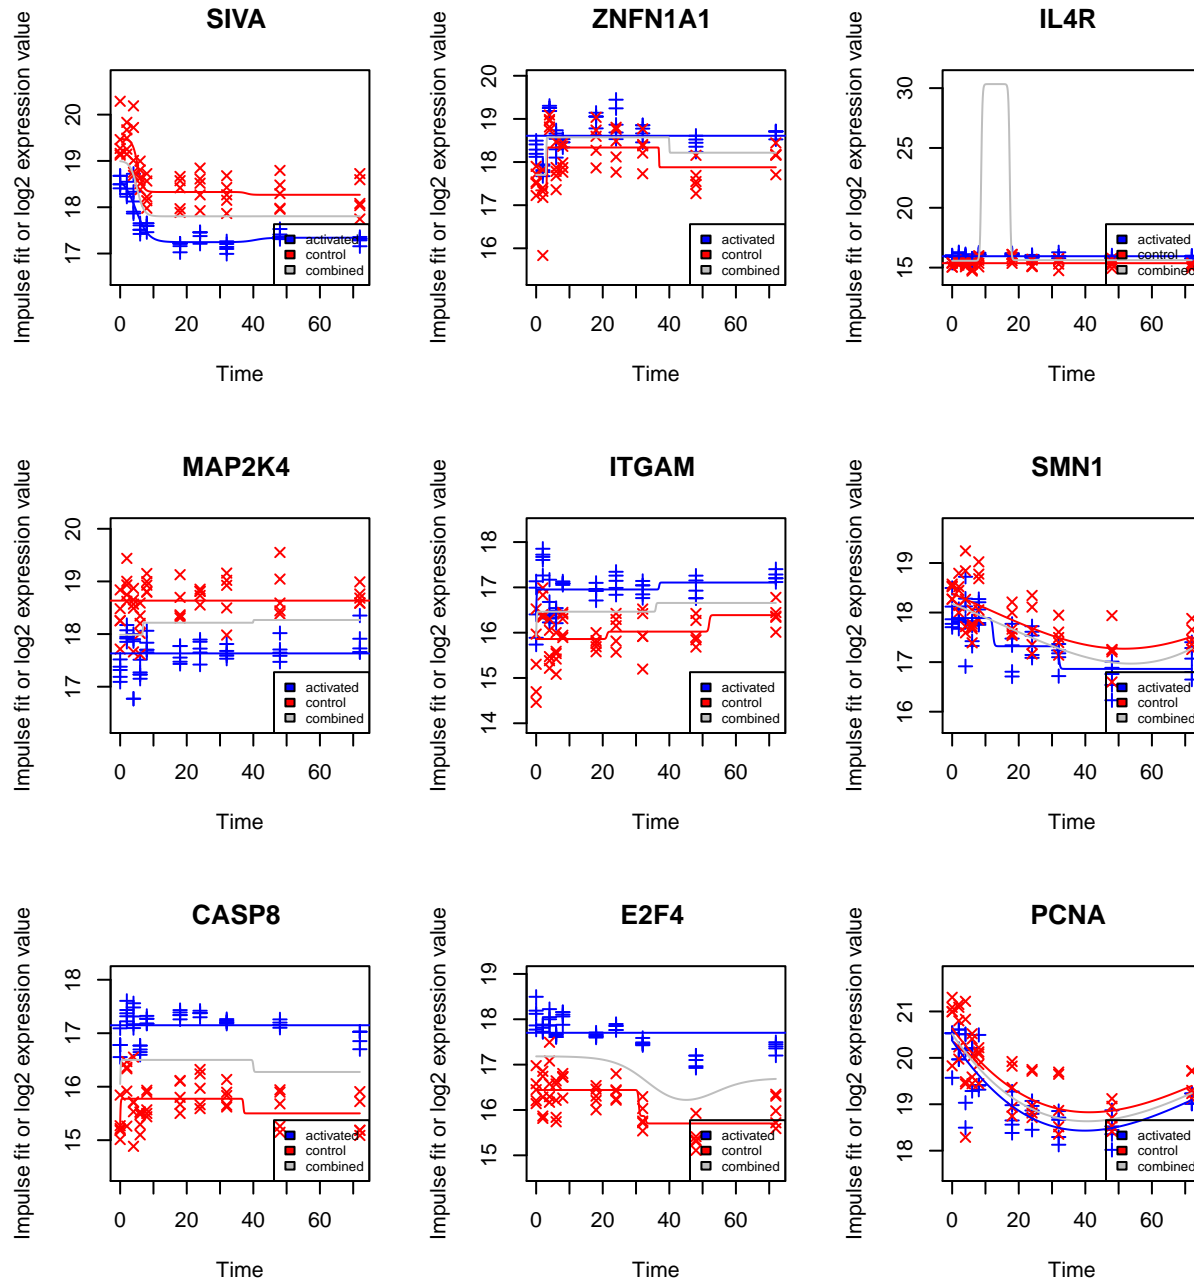 SIVA
Impulse fit or log2 expression value
20
19
18
17
activated
control
combined
0 20 40 60
Time
ZNFN1A1
Impulse fit or log2 expression value
20
19
18
17
16
activated
control
combined
0 20 40 60
Time
IL4R
Impulse fit or log2 expression value
30
25
20
15
activated
control
combined
0 20 40 60
Time
MAP2K4
Impulse fit or log2 expression value
20
19
18
17
activated
control
combined
0 20 40 60
Time
ITGAM
Impulse fit or log2 expression value
18
17
16
15
14
activated
control
combined
0 20 40 60
Time
SMN1
Impulse fit or log2 expression value
19
18
17
16
activated
control
combined
0 20 40 60
Time
CASP8
Impulse fit or log2 expression value
18
17
16
15
activated
control
combined
0 20 40 60
Time
E2F4
Impulse fit or log2 expression value
19
18
17
16
15
activated
control
combined
0 20 40 60
Time
PCNA
Impulse fit or log2 expression value
21
20
19
18
activated
control
combined
0 20 40 60
Time